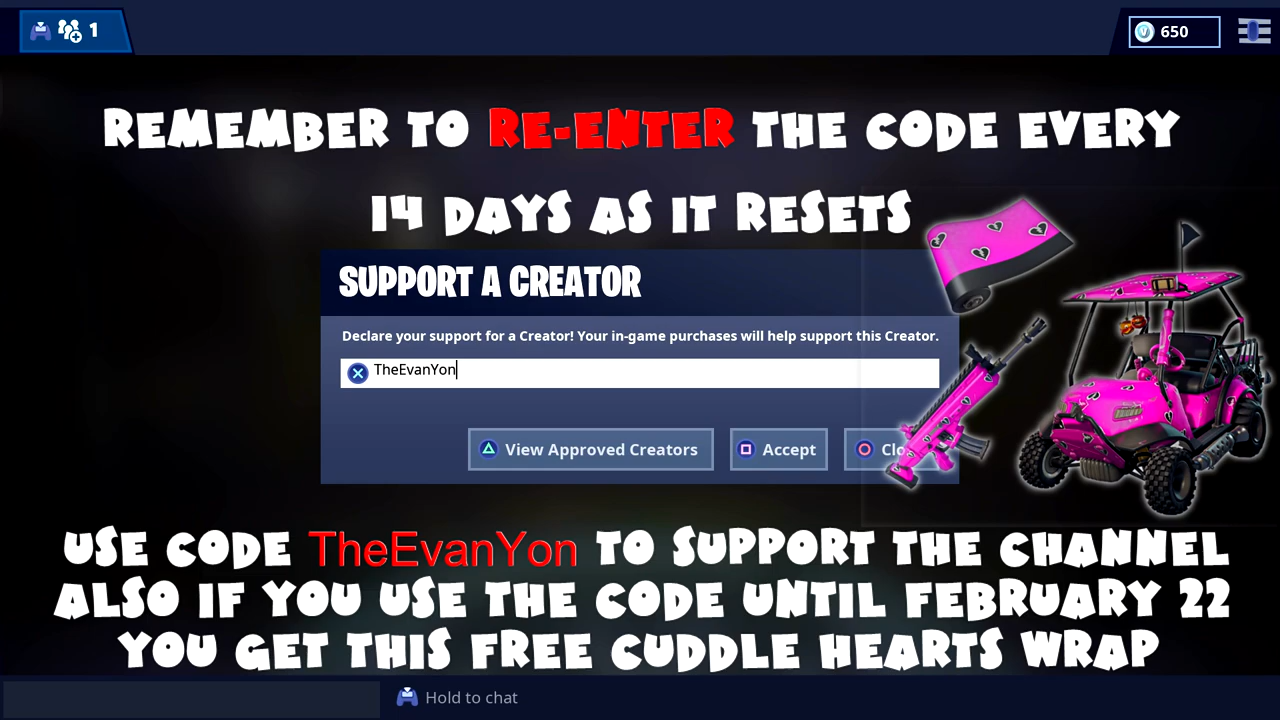 1
650
REMEMBER TO RE-ENTER THE CODE EVERY
14 DAYS AS IT RESETS
SUPPORT A CREATOR
Declare your support for a Creator! Your in-game purchases will help support this Creator.
TheEvanYon
View Approved Creators
Accept
Clo
USE CODE TheEvanYon TO SUPPORT THE CHANNEL
ALSO IF YOU USE THE CODE UNTIL FEBRUARY 22
YOU GET THIS FREE CUDDLE HEARTS WRAP
Hold to chat